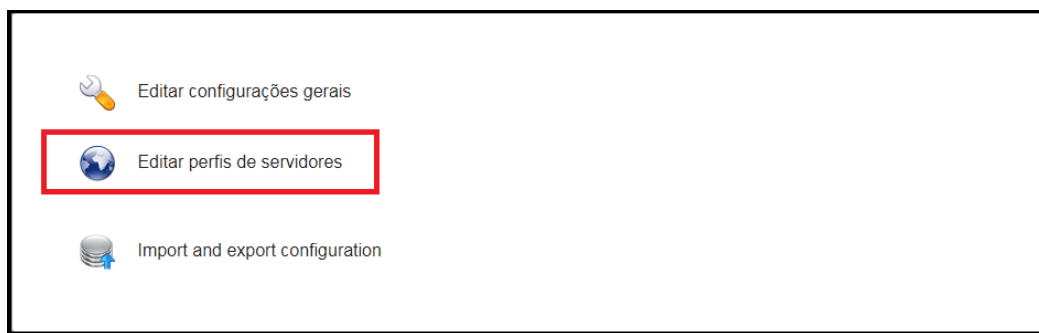 Editar configurações gerais
Editar perfis de servidores
Import and export configuration